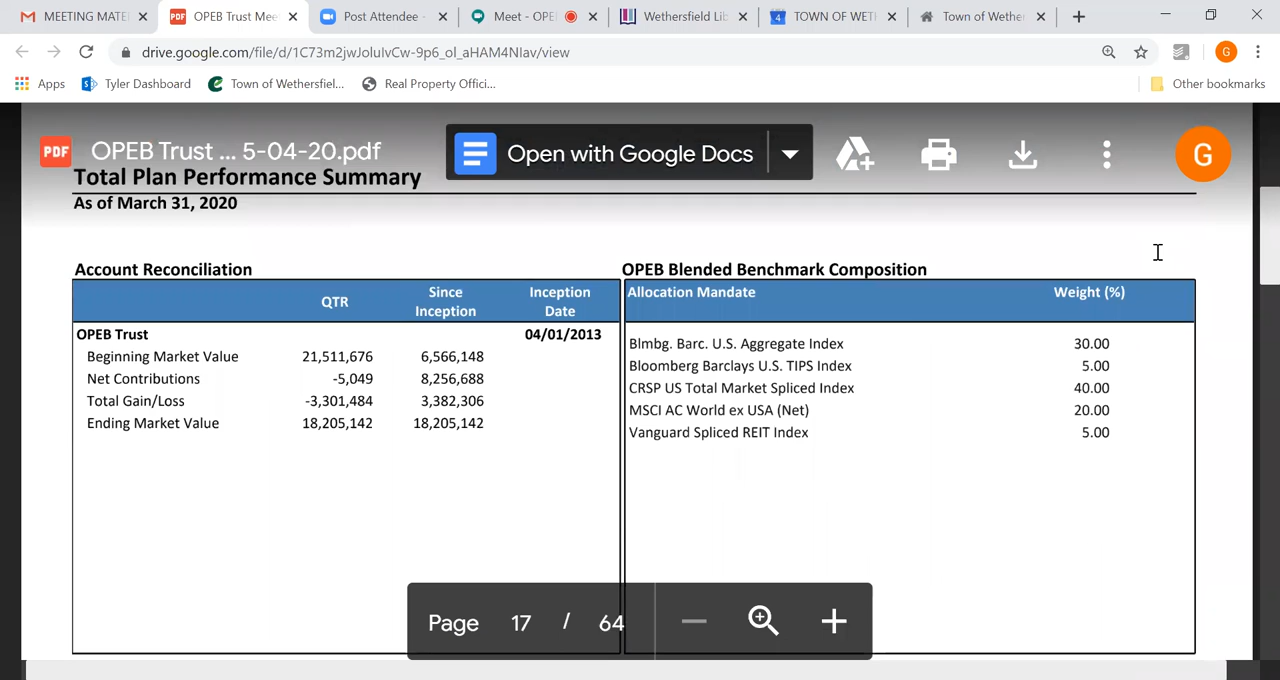 MEETING MATE
OPEB Trust Mee
Post Attendee -
Meet - OPE
Wethersfield Lib
TOWN OF WET
Town of Wethe
drive.google.com/file/d/1C73m2jwJoluIvCw-9p6_ol_aHAM4NIav/view
G
Apps
Tyler Dashboard
Town of Wethersfiel...
Real Property Offici...
Other bookmarks
PDF
OPEB Trust ... 5-04-20.pdf
Open with Google Docs
G
Total Plan Performance Summary
As of March 31, 2020
Account Reconciliation
QTR Since Inception Inception Date
OPEB Trust 04/01/2013
Beginning Market Value 21,511,676 6,566,148
Net Contributions -5,049 8,256,688
Total Gain/Loss -3,301,484 3,382,306
Ending Market Value 18,205,142 18,205,142
OPEB Blended Benchmark Composition
Allocation Mandate Weight (%)
Blmbg. Barc. U.S. Aggregate Index 30.00
Bloomberg Barclays U.S. TIPS Index 5.00
CRSP US Total Market Spliced Index 40.00
MSCI AC World ex USA (Net) 20.00
Vanguard Spliced REIT Index 5.00
Page 17 / 64